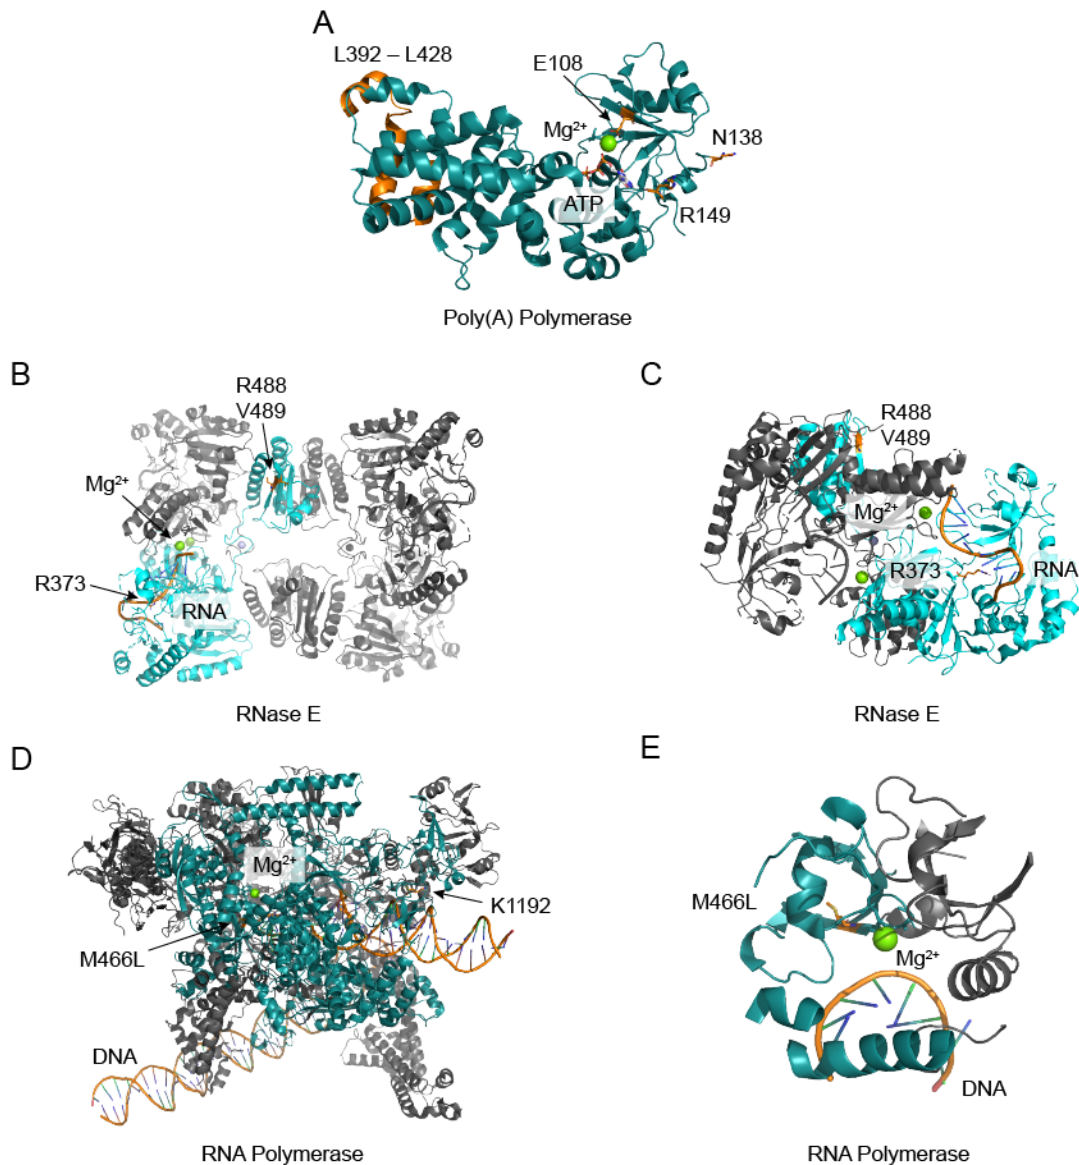 A
L392 – L428
E108
Mg²⁺
N138
ATP
R149
Poly(A) Polymerase
B
R488
V489
Mg²⁺
R373
RNA
RNase E
C
R488
V489
Mg²⁺
R373
RNA
RNase E
D
Mg²⁺
K1192
M466L
DNA
RNA Polymerase
E
M466L
Mg²⁺
DNA
RNA Polymerase